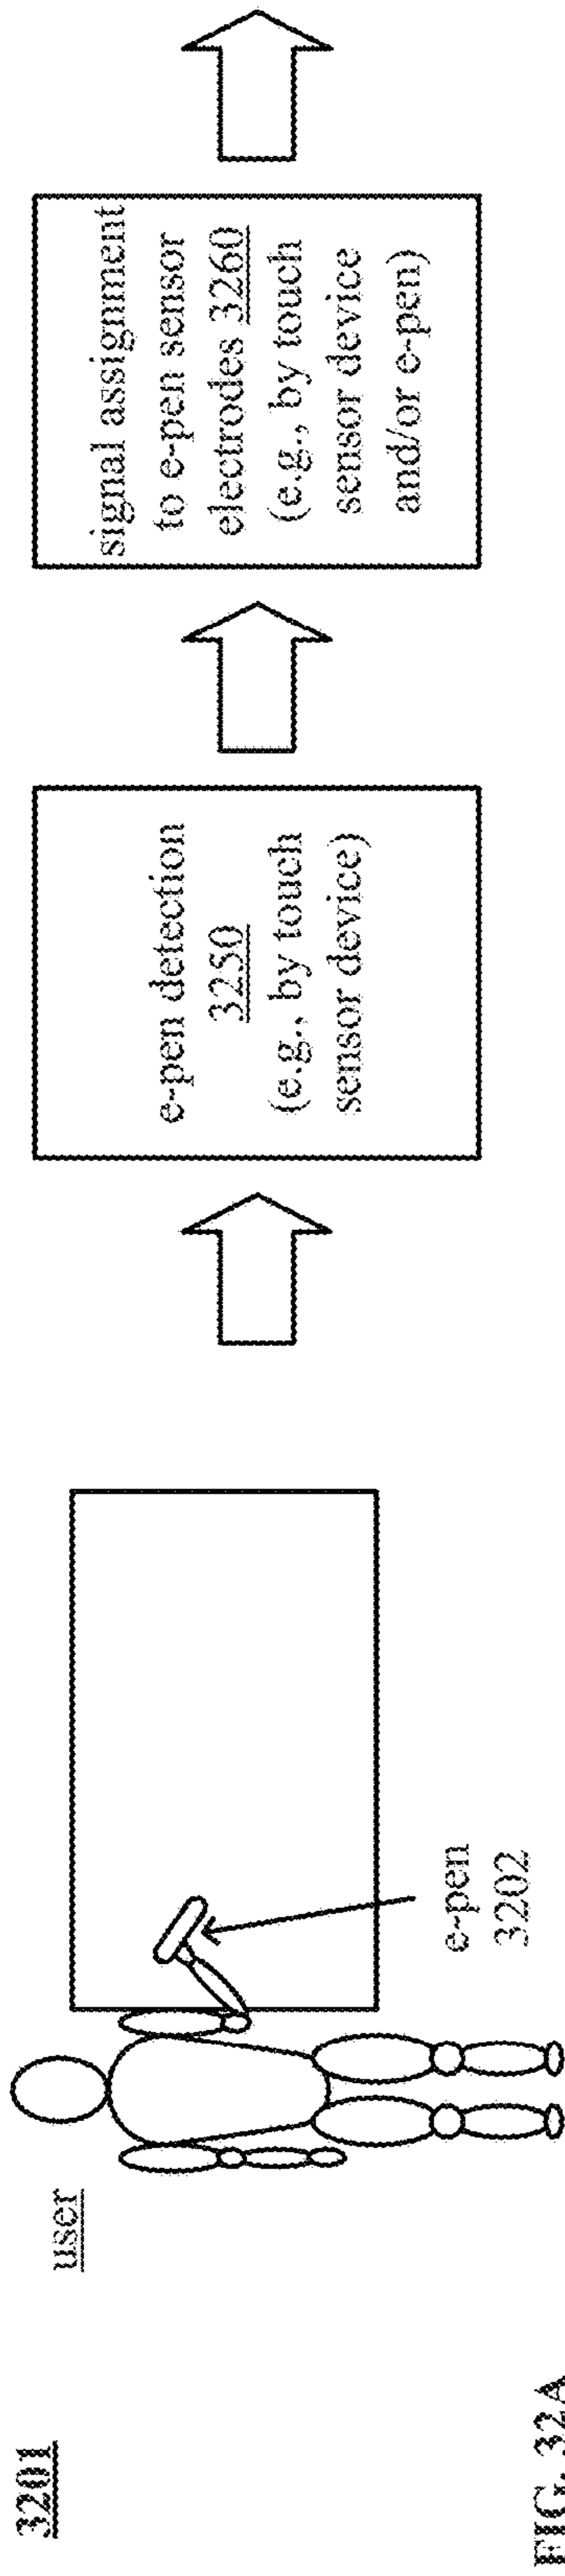 3201
user
e-pen
3202
e-pen detection
3250
(e.g., by touch
sensor device)
signal assignment
to e-pen sensor
electrodes 3260
(e.g., by touch
sensor device
and/or e-pen)
FIG. 32A